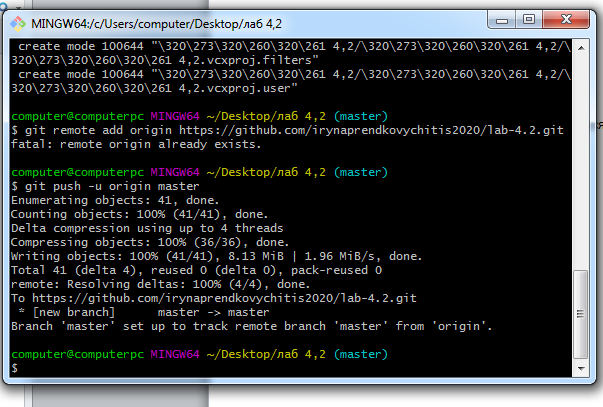 MINGW64:/c/Users/computer/Desktop/лаб 4,2
create mode 100644 "\320\273\320\260\320\261 4,2/\320\273\320\260\320\261 4,2/\
320\273\320\260\320\261 4,2.vcxproj.filters"
create mode 100644 "\320\273\320\260\320\261 4,2/\320\273\320\260\320\261 4,2/\
320\273\320\260\320\261 4,2.vcxproj.user"
computer@computerpc MINGW64 ~/Desktop/лаб 4,2 (master)
$ git remote add origin https://github.com/irynaprendkovychitis2020/lab-4.2.git
fatal: remote origin already exists.
computer@computerpc MINGW64 ~/Desktop/лаб 4,2 (master)
$ git push -u origin master
Enumerating objects: 41, done.
Counting objects: 100% (41/41), done.
Delta compression using up to 4 threads
Compressing objects: 100% (36/36), done.
Writing objects: 100% (41/41), 8.13 MiB | 1.96 MiB/s, done.
Total 41 (delta 4), reused 0 (delta 0), pack-reused 0
remote: Resolving deltas: 100% (4/4), done.
To https://github.com/irynaprendkovychitis2020/lab-4.2.git
* [new branch]      master -> master
Branch 'master' set up to track remote branch 'master' from 'origin'.
computer@computerpc MINGW64 ~/Desktop/лаб 4,2 (master)
$